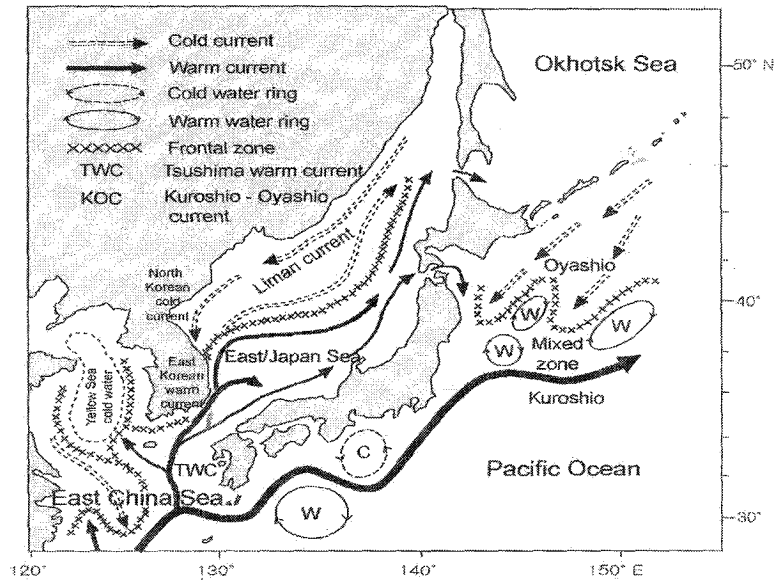 Cold current
Warm current
Cold water ring
Warm water ring
Frontal zone
TWC Tsushima warm current
KOC Kuroshio - Oyashio
current
Okhotsk Sea
50° N
Liman current
North
Korean
cold
current
Oyashio
40°
W
W
W
Mixed
zone
East/Japan Sea
East
Korean
warm
current
Yellow Sea
cold water
Kuroshio
C
TWC
Pacific Ocean
East China Sea
W
30°
120°
130°
140°
150° E